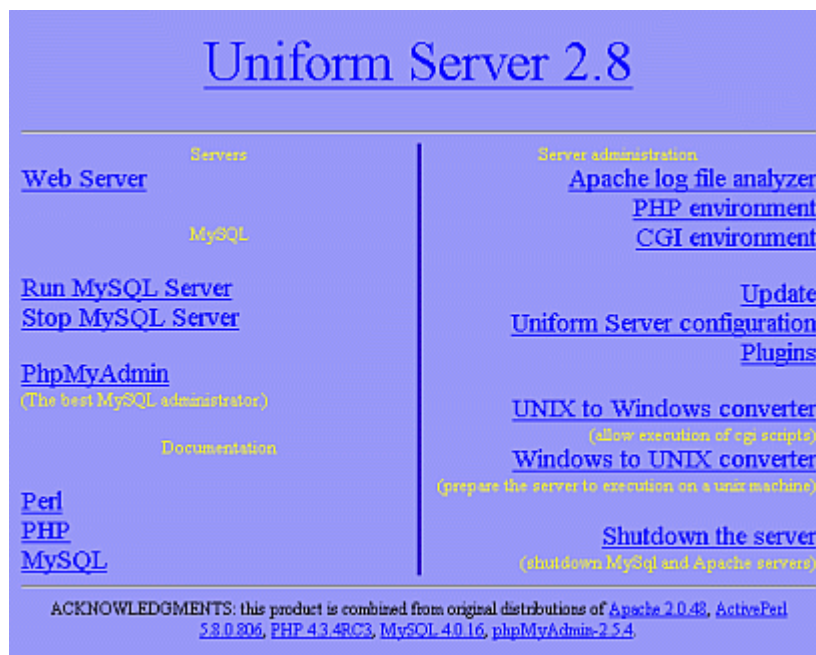 Uniform Server 2.8
Servers
Web Server
MySQL
Run MySQL Server
Stop MySQL Server
PhpMyAdmin
(The best MySQL administrator.)
Documentation
Perl
PHP
MySQL
Server administration
Apache log file analyzer
PHP environment
CGI environment
Update
Uniform Server configuration
Plugins
UNIX to Windows converter
(allow execution of cgi scripts)
Windows to UNIX converter
(prepare the server to execution on a unix machine)
Shutdown the server
(shutdown MySql and Apache servers)
ACKNOWLEDGMENTS: this product is combined from original distributions of Apache 2.0.48, ActivePerl
5.8.0.806, PHP 4.3.4RC3, MySQL 4.0.16, phpMyAdmin-2.5.4.